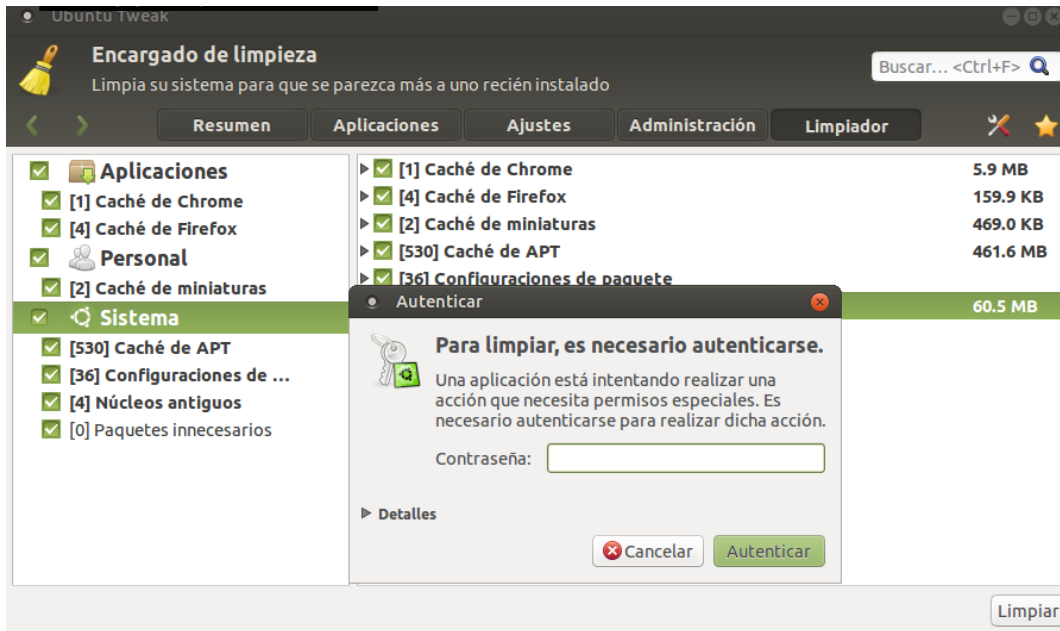 Ubuntu Tweak
Encargado de limpieza
Limpia su sistema para que se parezca más a uno recién instalado
Buscar... <Ctrl+F>
Resumen
Aplicaciones
Ajustes
Administración
Limpiador
Aplicaciones
[1] Caché de Chrome
[4] Caché de Firefox
Personal
[2] Caché de miniaturas
Sistema
[530] Caché de APT
[36] Configuraciones de ...
[4] Núcleos antiguos
[0] Paquetes innecesarios
[1] Caché de Chrome 5.9 MB
[4] Caché de Firefox 159.9 KB
[2] Caché de miniaturas 469.0 KB
[530] Caché de APT 461.6 MB
[36] Configuraciones de paquete
60.5 MB
Autenticar
Para limpiar, es necesario autenticarse.
Una aplicación está intentando realizar una
acción que necesita permisos especiales. Es
necesario autenticarse para realizar dicha acción.
Contraseña:
Detalles
Cancelar
Autenticar
Limpiar